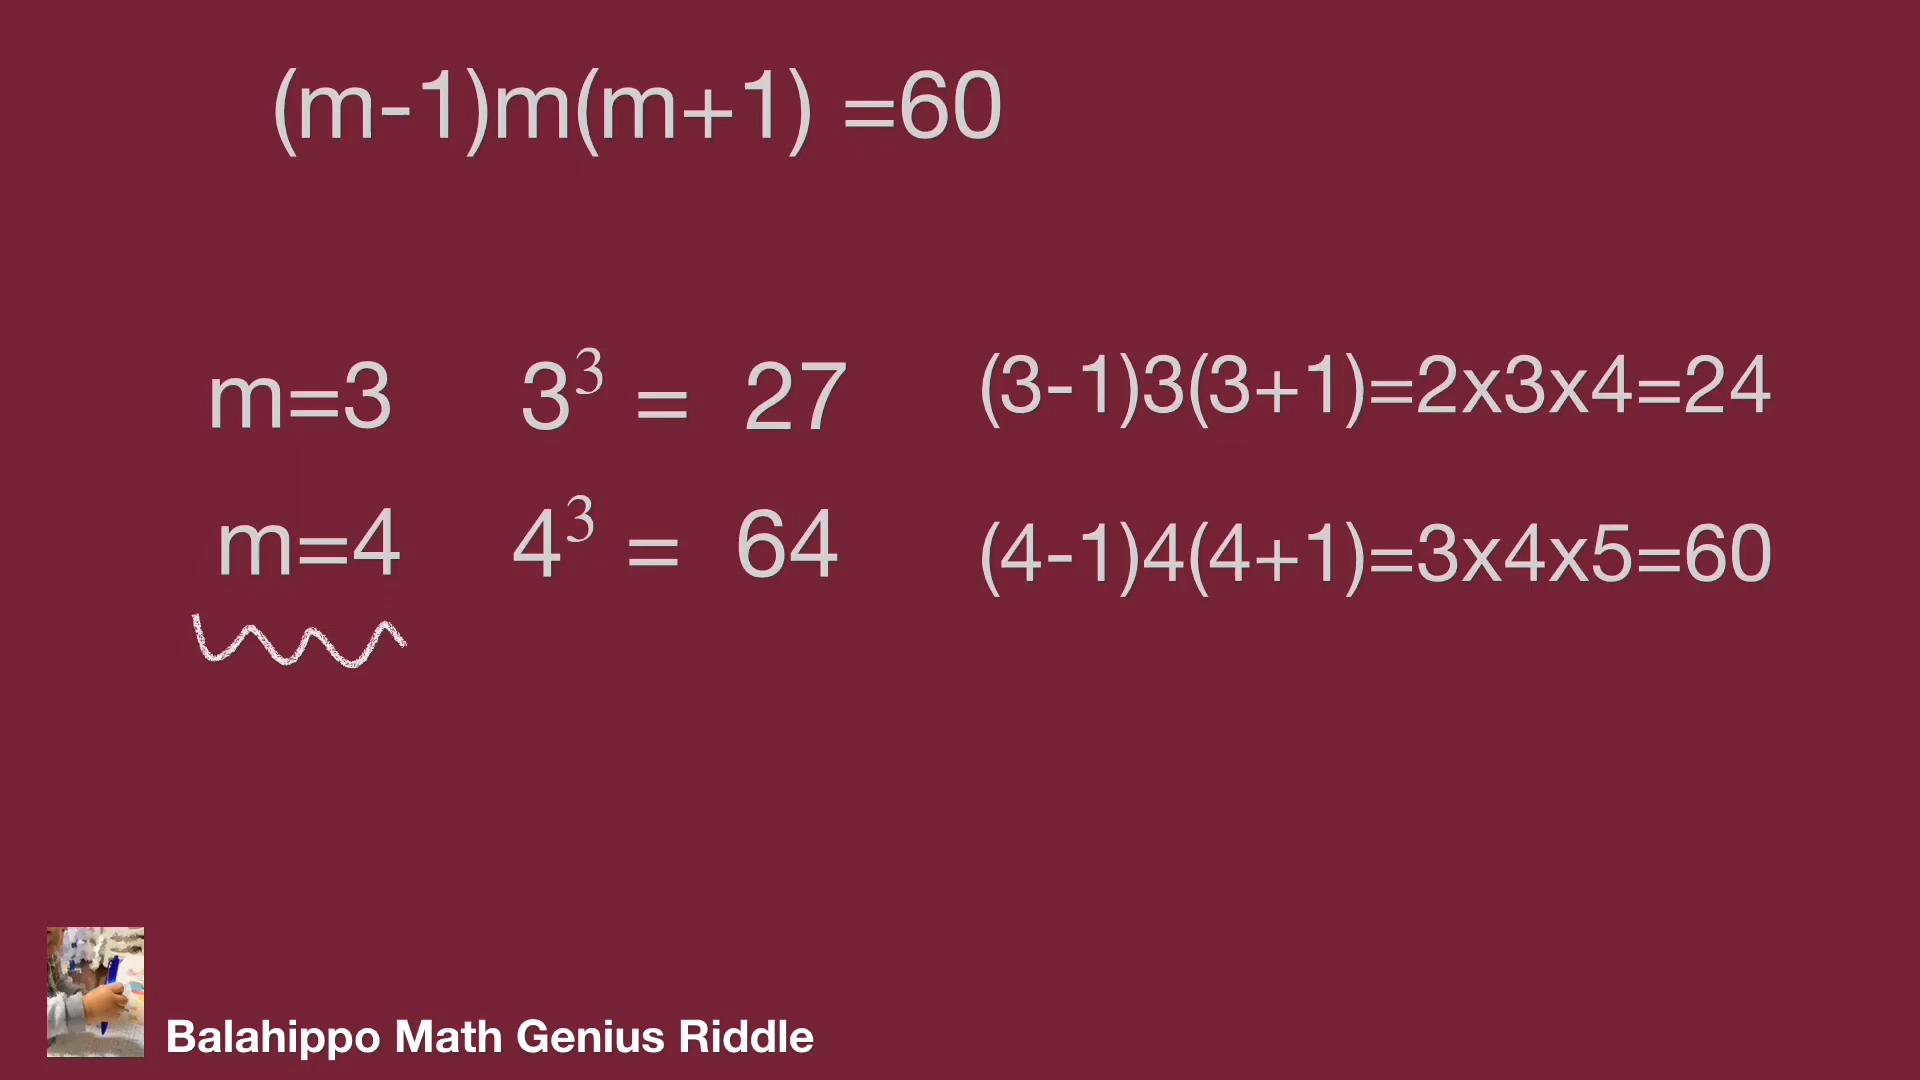 (m-1)m(m+1) =60
m=3 3³ = 27 (3-1)3(3+1)=2x3x4=24
m=4 4³ = 64 (4-1)4(4+1)=3x4x5=60
Balahippo Math Genius Riddle